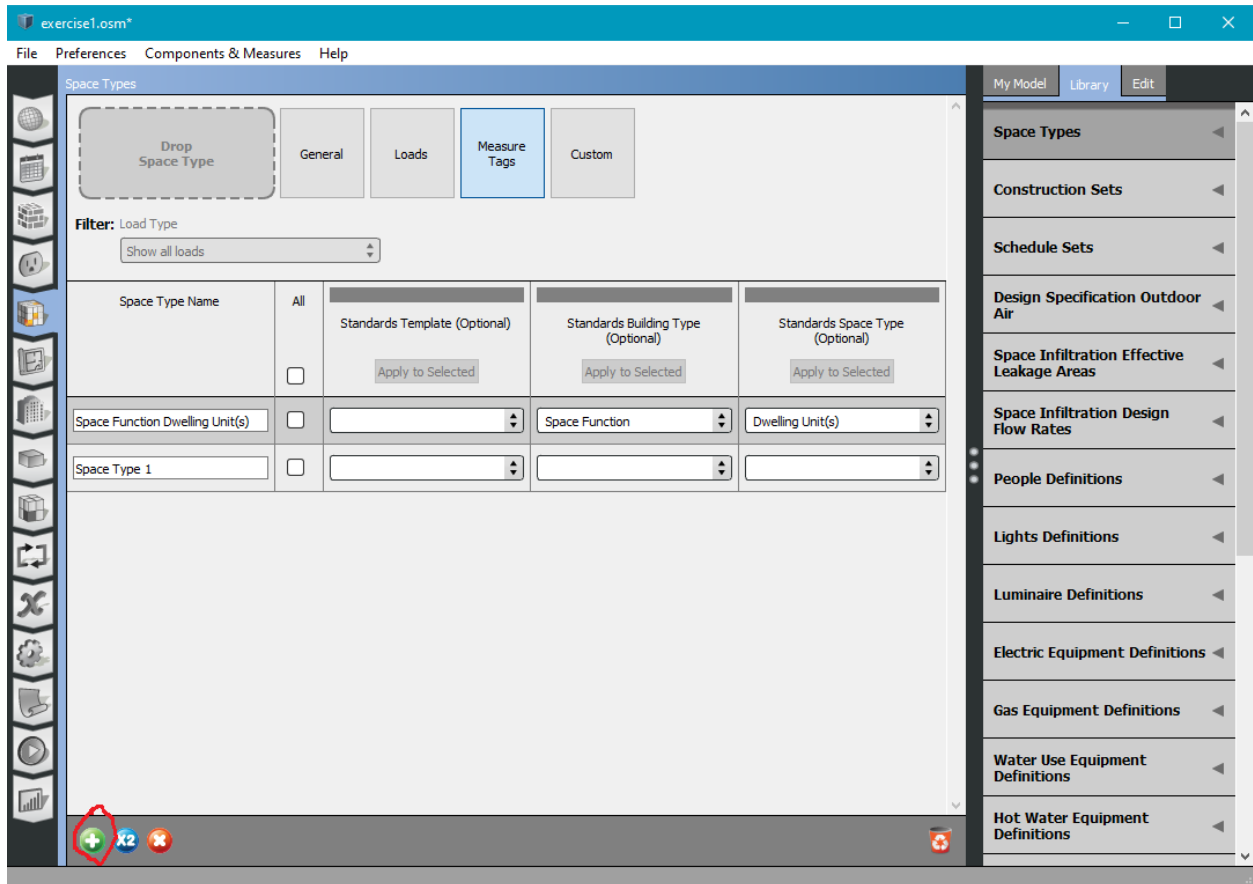 exercise1.osm*
File Preferences Components & Measures Help
Space Types
My Model Library Edit
Drop
Space Type
General
Loads
Measure
Tags
Custom
Filter: Load Type
Show all loads
Space Type Name
All
Standards Template (Optional)
Apply to Selected
Standards Building Type
(Optional)
Apply to Selected
Standards Space Type
(Optional)
Apply to Selected
Space Function Dwelling Unit(s) Space Function Dwelling Unit(s)
Space Type 1
X2
Space Types
Construction Sets
Schedule Sets
Design Specification Outdoor
Air
Space Infiltration Effective
Leakage Areas
Space Infiltration Design
Flow Rates
People Definitions
Lights Definitions
Luminaire Definitions
Electric Equipment Definitions
Gas Equipment Definitions
Water Use Equipment
Definitions
Hot Water Equipment
Definitions